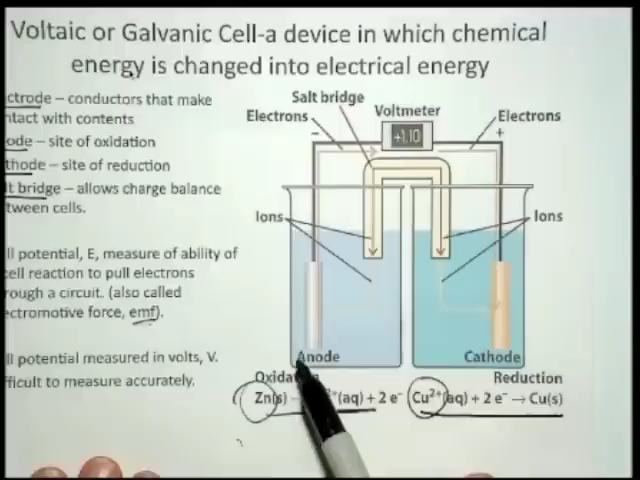 Voltaic or Galvanic Cell-a device in which chemical
energy is changed into electrical energy
ctrode – conductors that make
ntact with contents
ode – site of oxidation
thode – site of reduction
lt bridge – allows charge balance
tween cells.
ll potential, E, measure of ability of
ell reaction to pull electrons
rough a circuit. (also called
ectromotive force, emf).
ll potential measured in volts, V.
fficult to measure accurately.
Salt bridge
Voltmeter
Electrons
Electrons
–
+
+1.10
Ions
Ions
Anode
Cathode
Reduction
Zn(s) (aq) + 2 e⁻
Cu²⁺(aq) + 2 e⁻ → Cu(s)